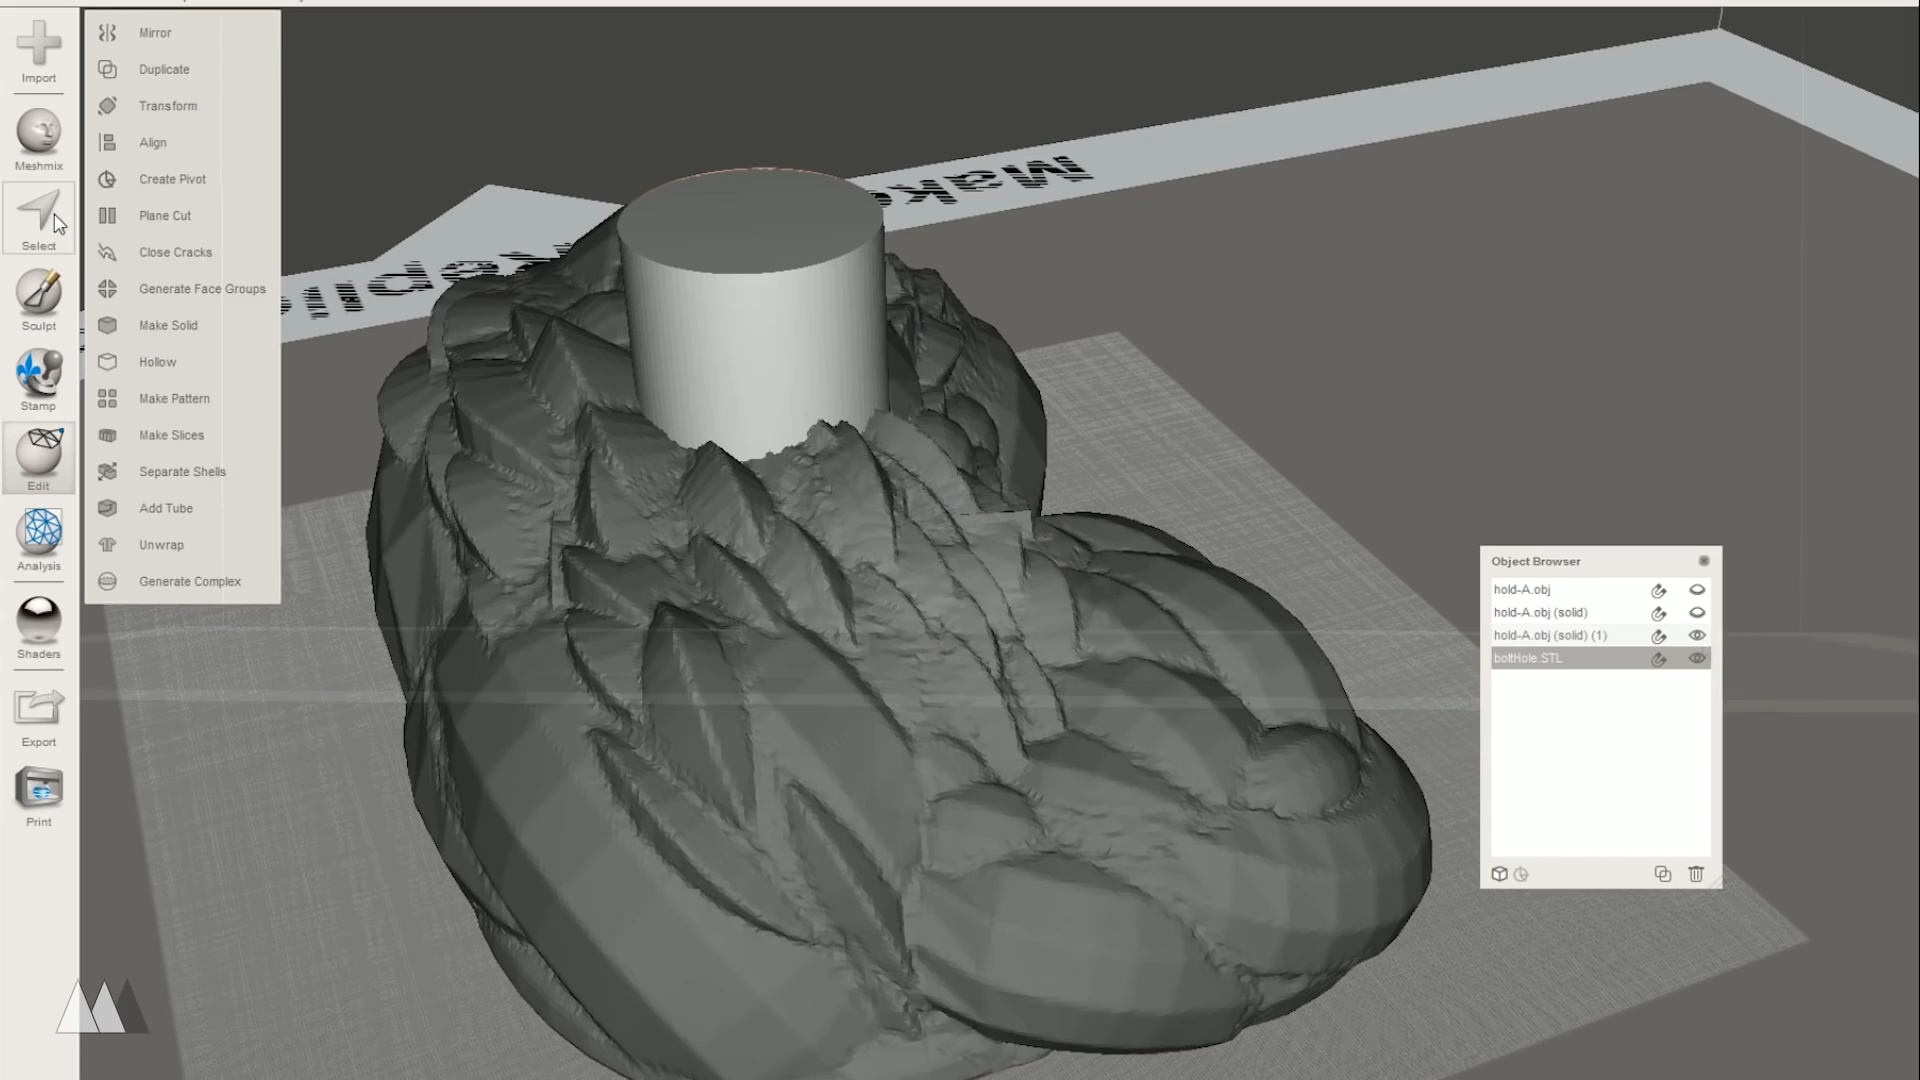 Import
Meshmix
Select
Sculpt
Stamp
Edit
Analysis
Shaders
Export
Print
Mirror
Duplicate
Transform
Align
Create Pivot
Plane Cut
Close Cracks
Generate Face Groups
Make Solid
Hollow
Make Pattern
Make Slices
Separate Shells
Add Tube
Unwrap
Generate Complex
Object Browser
hold-A.obj
hold-A.obj (solid)
hold-A.obj (solid) (1)
boltHole.STL